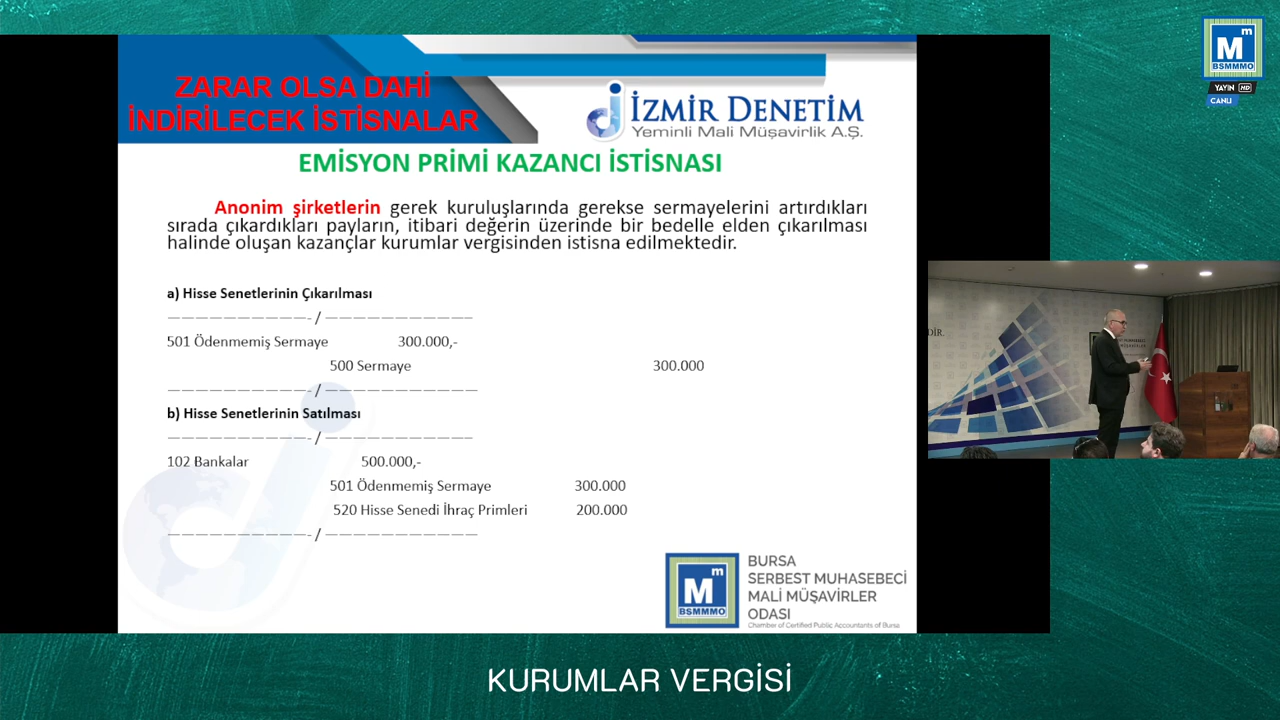 ZARAR OLSA DAHİ
İNDİRİLECEK İSTİSNALAR
İZMİR DENETİM
Yeminli Mali Müşavirlik A.Ş.
EMİSYON PRİMİ KAZANCI İSTİSNASI
Anonim şirketlerin gerek kuruluşlarında gerekse sermayelerini artırdıkları
sırada çıkardıkları payların, itibari değerin üzerinde bir bedelle elden çıkarılması
halinde oluşan kazançlar kurumlar vergisinden istisna edilmektedir.
a) Hisse Senetlerinin Çıkarılması
——————————- / ———————————–
501 Ödenmemiş Sermaye 300.000,-
500 Sermaye 300.000
——————————- / ———————————
b) Hisse Senetlerinin Satılması
——————————- / ———————————–
102 Bankalar 500.000,-
501 Ödenmemiş Sermaye 300.000
520 Hisse Senedi İhraç Primleri 200.000
——————————- / ———————————
M m
BSMMMO
BURSA
SERBEST MUHASEBECİ
MALİ MÜŞAVİRLER
ODASI
Chamber of Certified Public Accountants of Bursa
M m
BSMMMO
YAYIN HD
CANLI
DİR.
KURUMLAR VERGİSİ